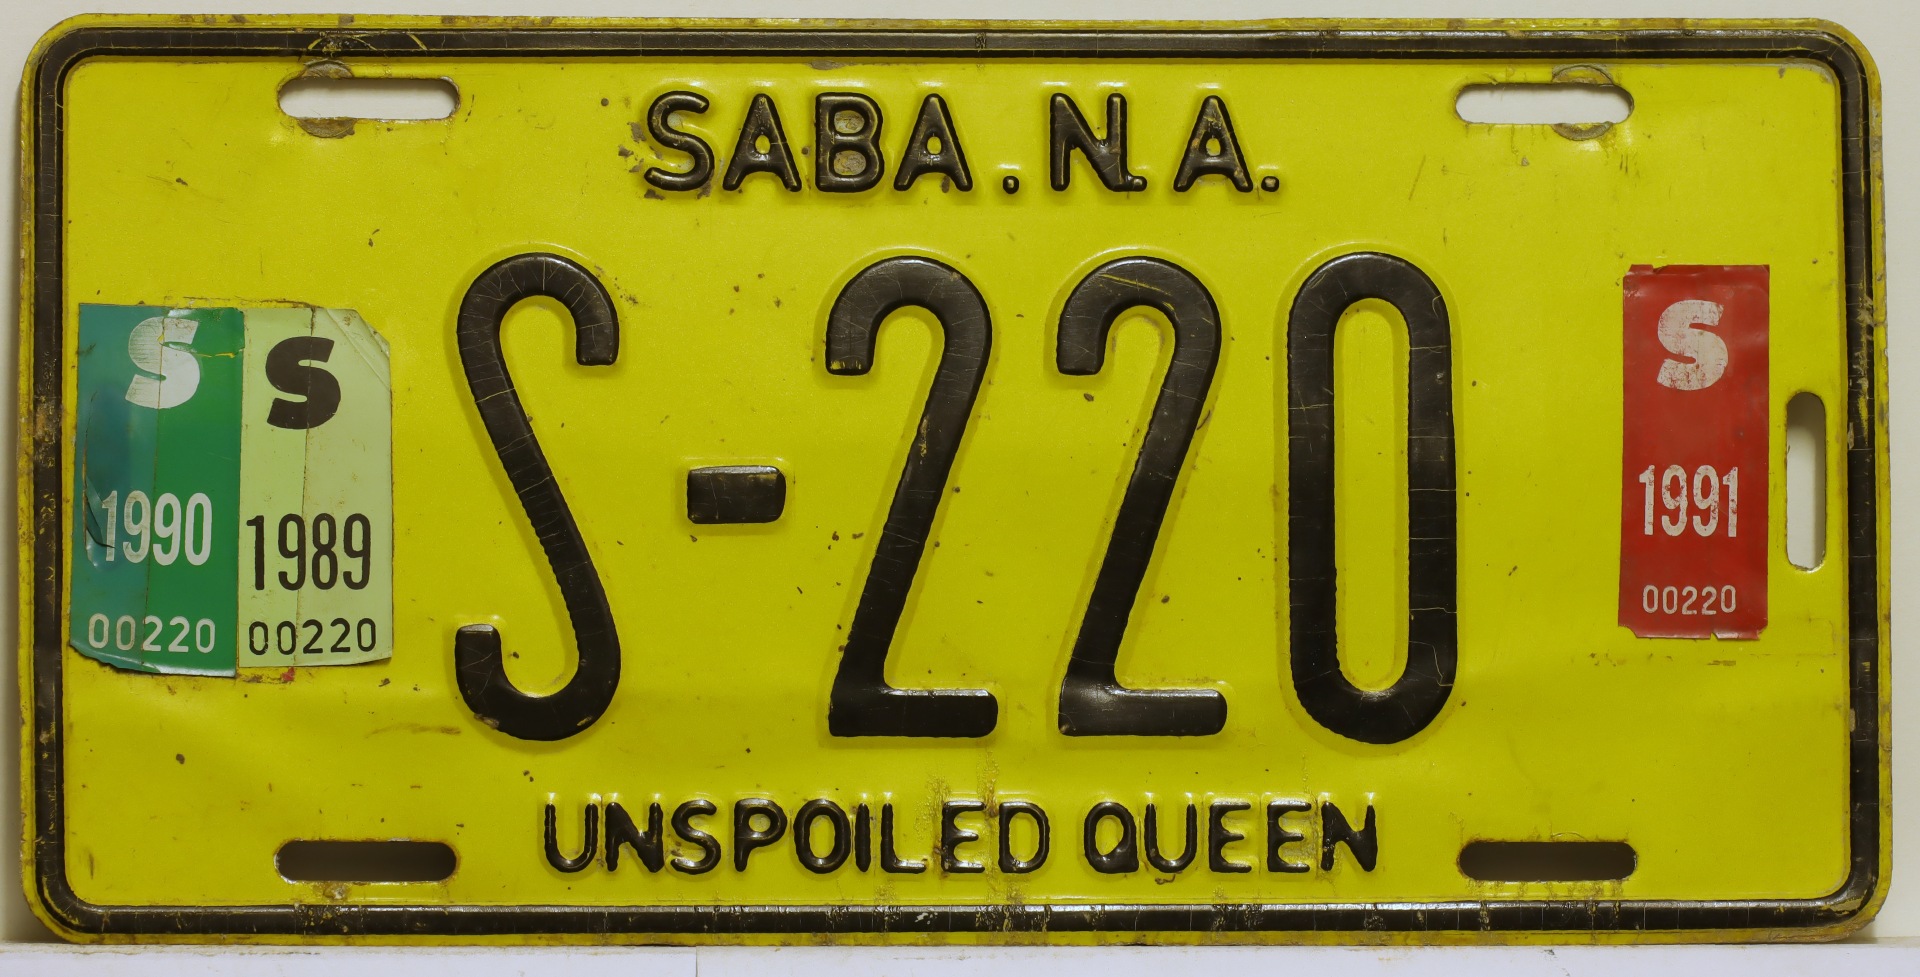 SABA.N.A.
S-220
S
1990
00220
S
1989
00220
S
1991
00220
UNSPOILED QUEEN